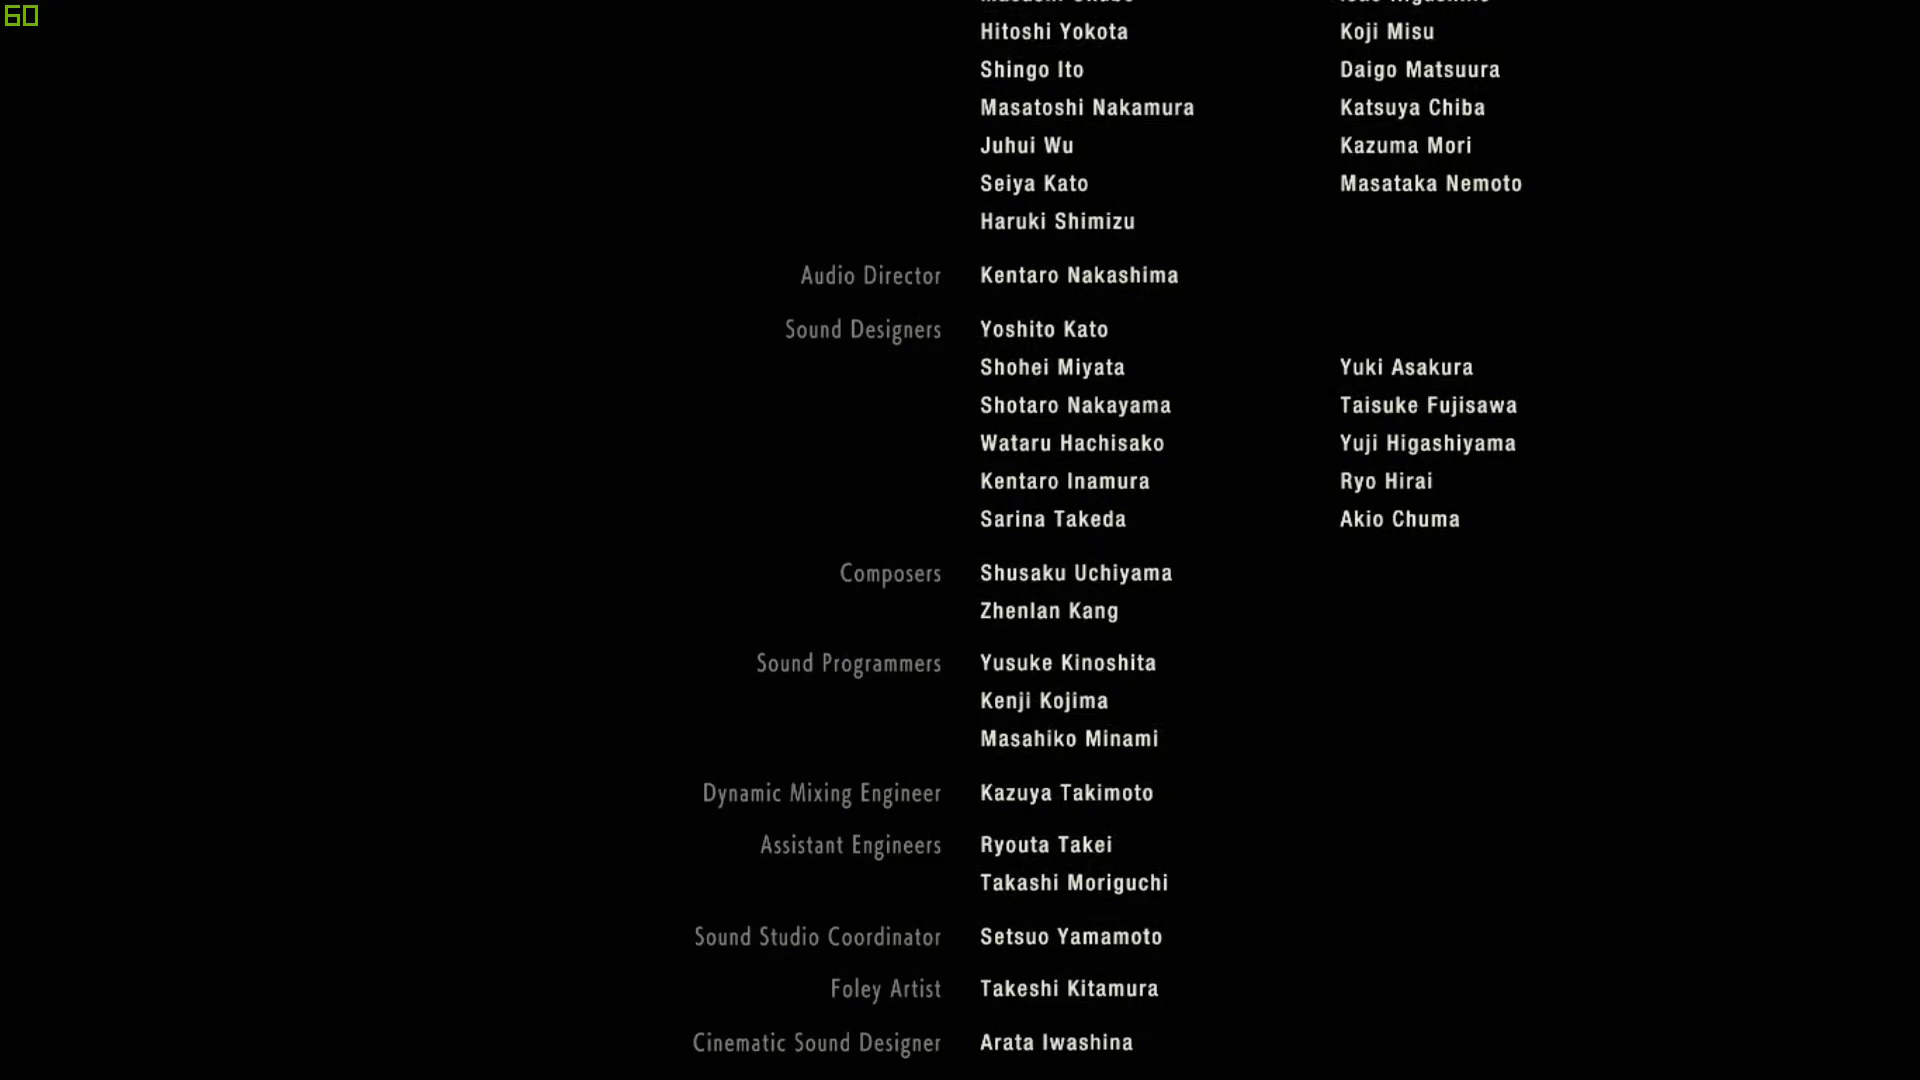 60
Hitoshi Yokota Koji Misu
Shingo Ito Daigo Matsuura
Masatoshi Nakamura Katsuya Chiba
Juhui Wu Kazuma Mori
Seiya Kato Masataka Nemoto
Haruki Shimizu
Audio Director Kentaro Nakashima
Sound Designers Yoshito Kato
Shohei Miyata Yuki Asakura
Shotaro Nakayama Taisuke Fujisawa
Wataru Hachisako Yuji Higashiyama
Kentaro Inamura Ryo Hirai
Sarina Takeda Akio Chuma
Composers Shusaku Uchiyama
Zhenlan Kang
Sound Programmers Yusuke Kinoshita
Kenji Kojima
Masahiko Minami
Dynamic Mixing Engineer Kazuya Takimoto
Assistant Engineers Ryouta Takei
Takashi Moriguchi
Sound Studio Coordinator Setsuo Yamamoto
Foley Artist Takeshi Kitamura
Cinematic Sound Designer Arata Iwashina